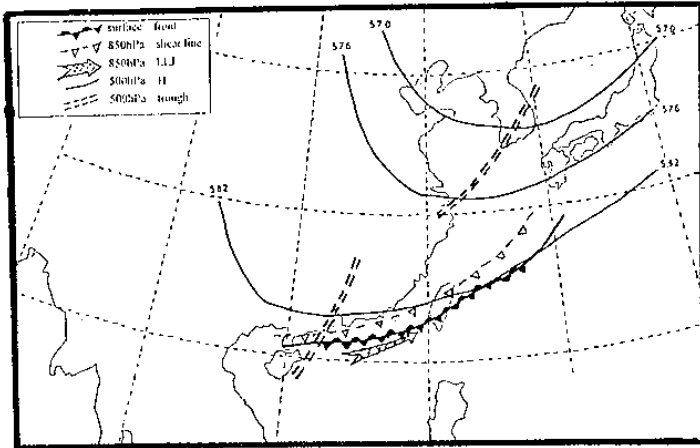 surface front
850hPa shear line
850hPa LLJ
500hPa H
500hPa trough
570
570
576
576
582
582